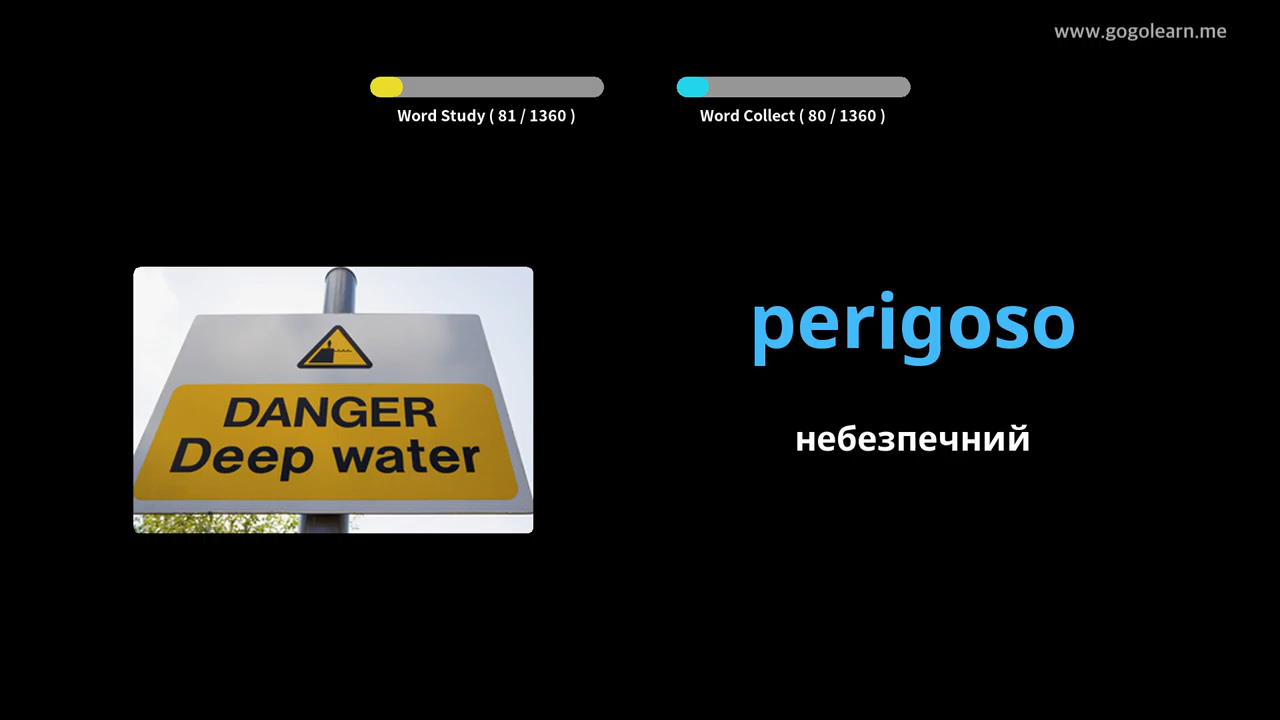 www.gogolearn.me
Word Study ( 81 / 1360 )
Word Collect ( 80 / 1360 )
DANGER
Deep water
perigoso
небезпечний